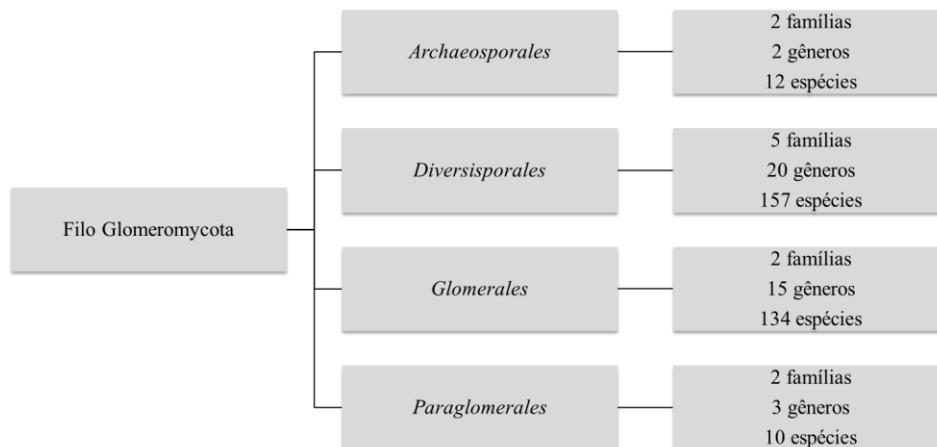 Filo Glomeromycota
Archaeosporales
2 famílias
2 gêneros
12 espécies
Diversisporales
5 famílias
20 gêneros
157 espécies
Glomerales
2 famílias
15 gêneros
134 espécies
Paraglomerales
2 famílias
3 gêneros
10 espécies